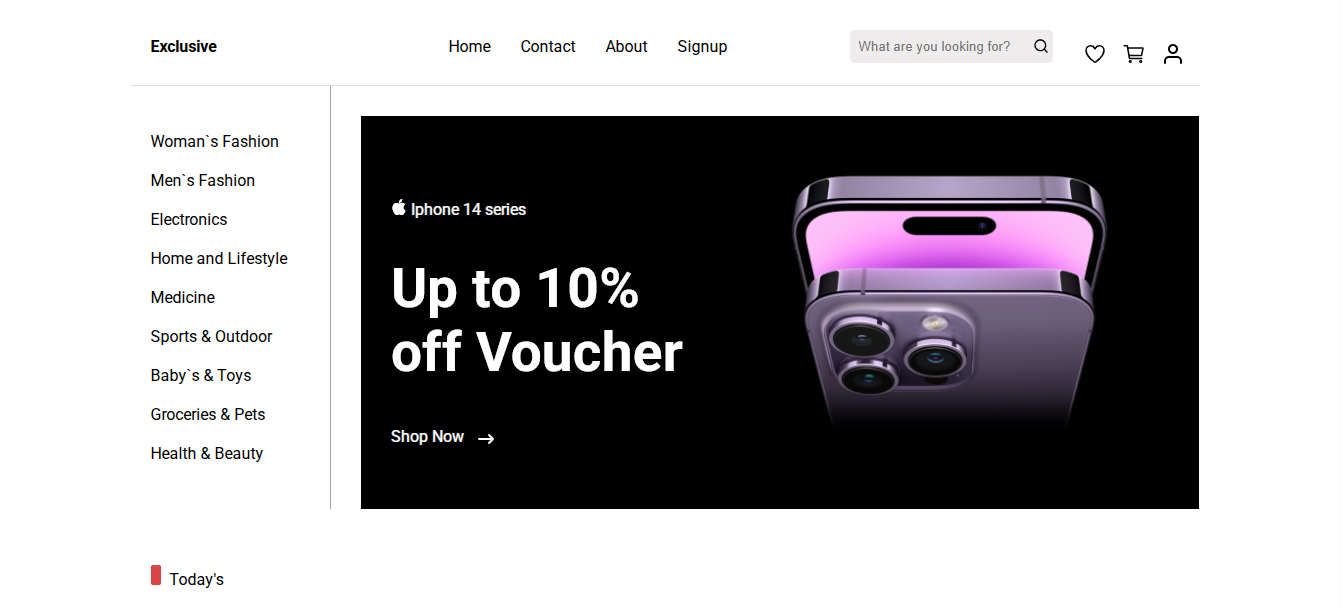 Exclusive
Home Contact About Signup
What are you looking for?
Woman`s Fashion
Men`s Fashion
Electronics
Home and Lifestyle
Medicine
Sports & Outdoor
Baby`s & Toys
Groceries & Pets
Health & Beauty
Iphone 14 series
Up to 10%
off Voucher
Shop Now
Today's